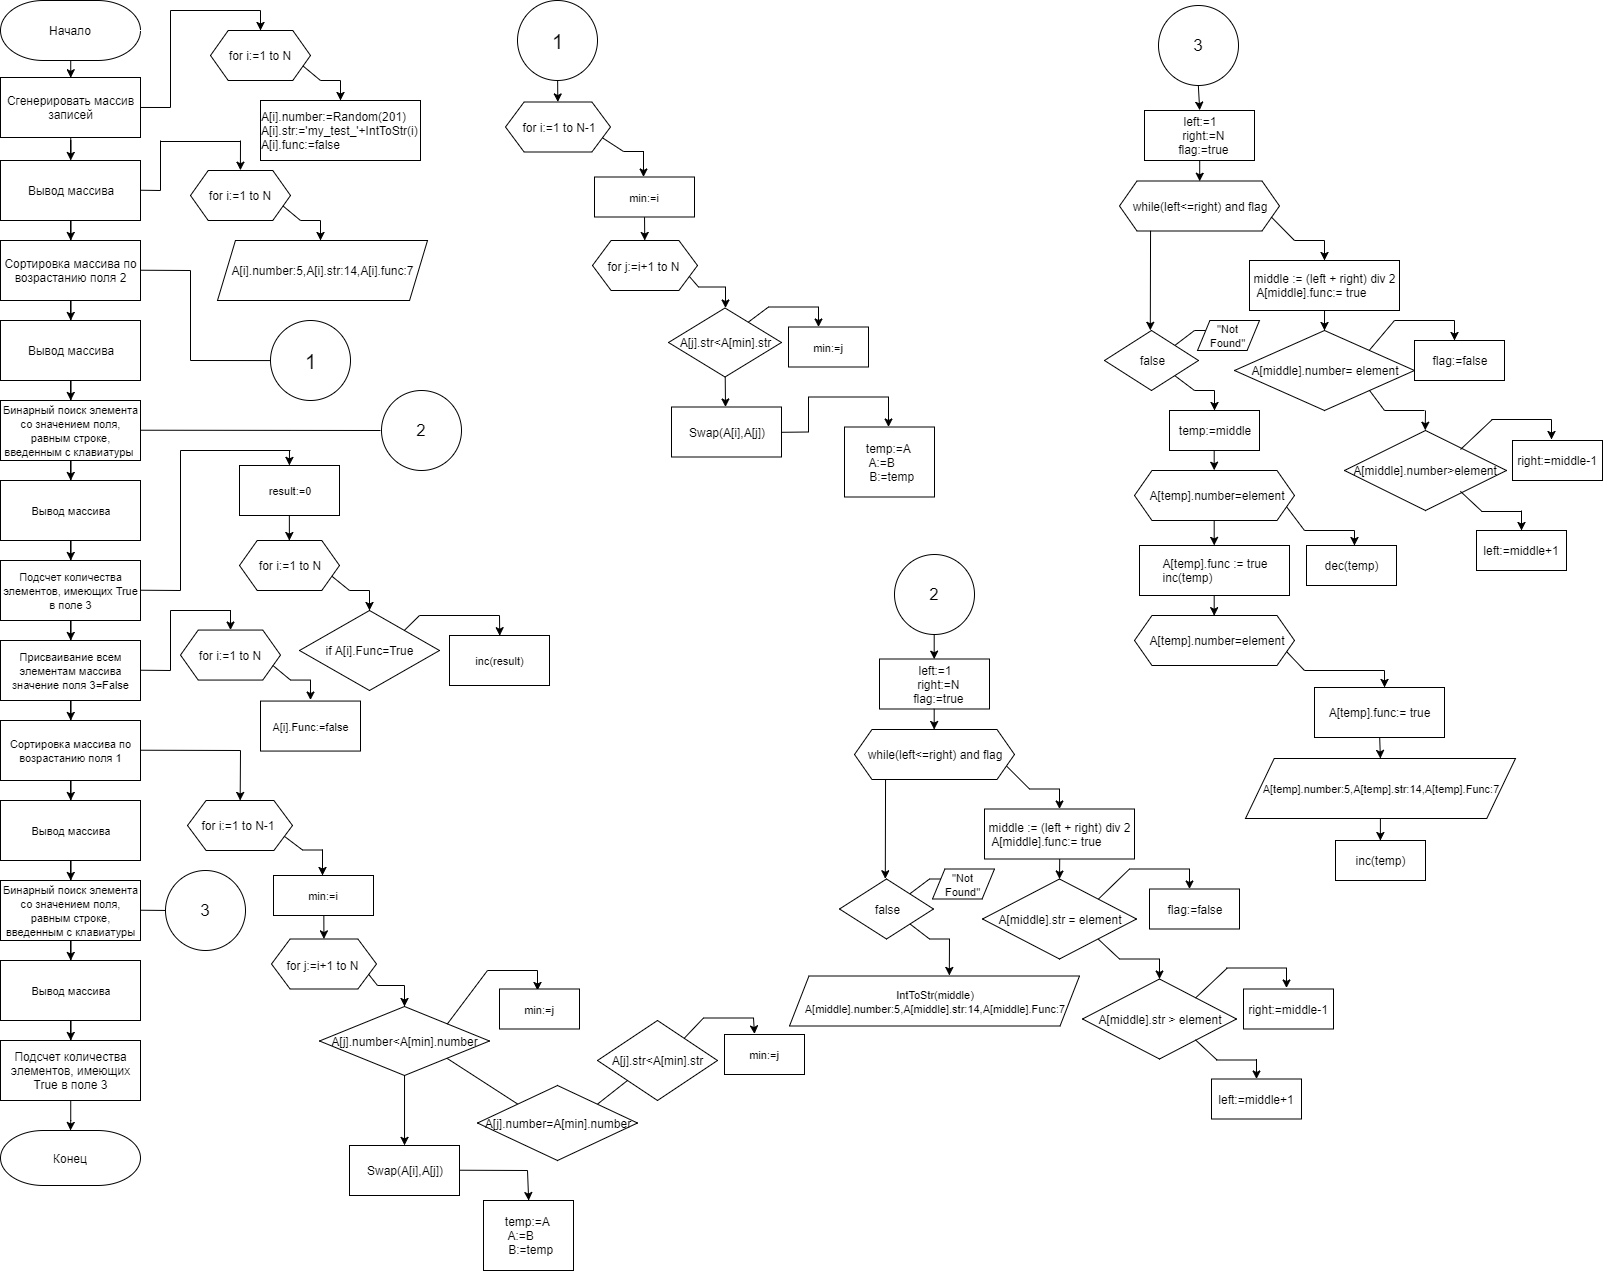 Начало
Сгенерировать массив
записей
Вывод массива
Сортировка массива по
возрастанию поля 2
Вывод массива
Бинарный поиск элемента
со значением поля,
равным строке,
введенным с клавиатуры
Вывод массива
Подсчет количества
элементов, имеющих True
в поле 3
Присваивание всем
элементам массива
значение поля 3=False
Сортировка массива по
возрастанию поля 1
Вывод массива
Бинарный поиск элемента
со значением поля,
равным строке,
введенным с клавиатуры
Вывод массива
Подсчет количества
элементов, имеющих
True в поле 3
Конец
for i:=1 to N
A[i].number:=Random(201)
A[i].str:='my_test_'+IntToStr(i)
A[i].func:=false
for i:=1 to N
A[i].number:5,A[i].str:14,A[i].func:7
1
2
result:=0
for i:=1 to N
if A[i].Func=True
inc(result)
for i:=1 to N
A[i].Func:=false
for i:=1 to N-1
min:=i
for j:=i+1 to N
A[j].number<A[min].number
min:=j
A[j].number=A[min].number
A[j].str<A[min].str
min:=j
Swap(A[i],A[j])
temp:=A
A:=B
B:=temp
3
1
for i:=1 to N-1
min:=i
for j:=i+1 to N
A[j].str<A[min].str
min:=j
Swap(A[i],A[j])
temp:=A
A:=B
B:=temp
2
left:=1
right:=N
flag:=true
while(left<=right) and flag
middle := (left + right) div 2
A[middle].func:= true
false
"Not
Found"
A[middle].str = element
flag:=false
IntToStr(middle)
A[middle].number:5,A[middle].str:14,A[middle].Func:7
A[middle].str > element
right:=middle-1
left:=middle+1
3
left:=1
right:=N
flag:=true
while(left<=right) and flag
middle := (left + right) div 2
A[middle].func:= true
false
"Not
Found"
A[middle].number= element
flag:=false
temp:=middle
A[middle].number>element
right:=middle-1
left:=middle+1
A[temp].number=element
dec(temp)
A[temp].func := true
inc(temp)
A[temp].number=element
A[temp].func:= true
A[temp].number:5,A[temp].str:14,A[temp].Func:7
inc(temp)